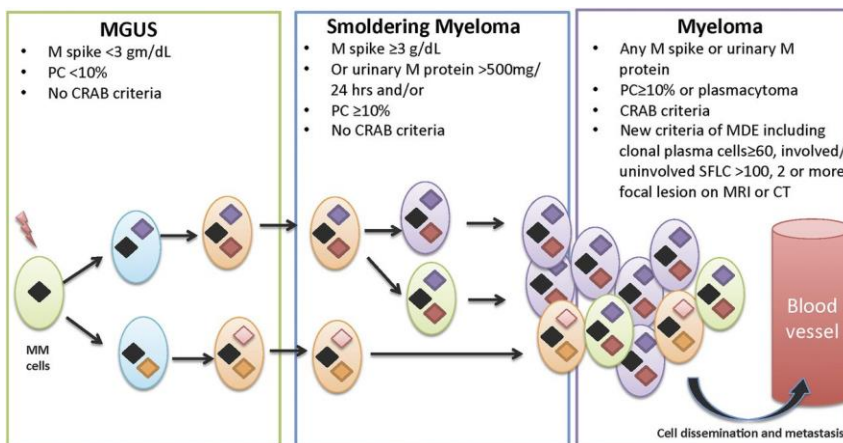 MGUS
• M spike <3 gm/dL
• PC <10%
• No CRAB criteria
Smoldering Myeloma
• M spike ≥3 g/dL
• Or urinary M protein >500mg/
24 hrs and/or
• PC ≥10%
• No CRAB criteria
Myeloma
• Any M spike or urinary M
protein
• PC≥10% or plasmacytoma
• CRAB criteria
• New criteria of MDE including
clonal plasma cells≥60, involved/
uninvolved SFLC >100, 2 or more
focal lesion on MRI or CT
MM
cells
Blood
vessel
Cell dissemination and metastasis